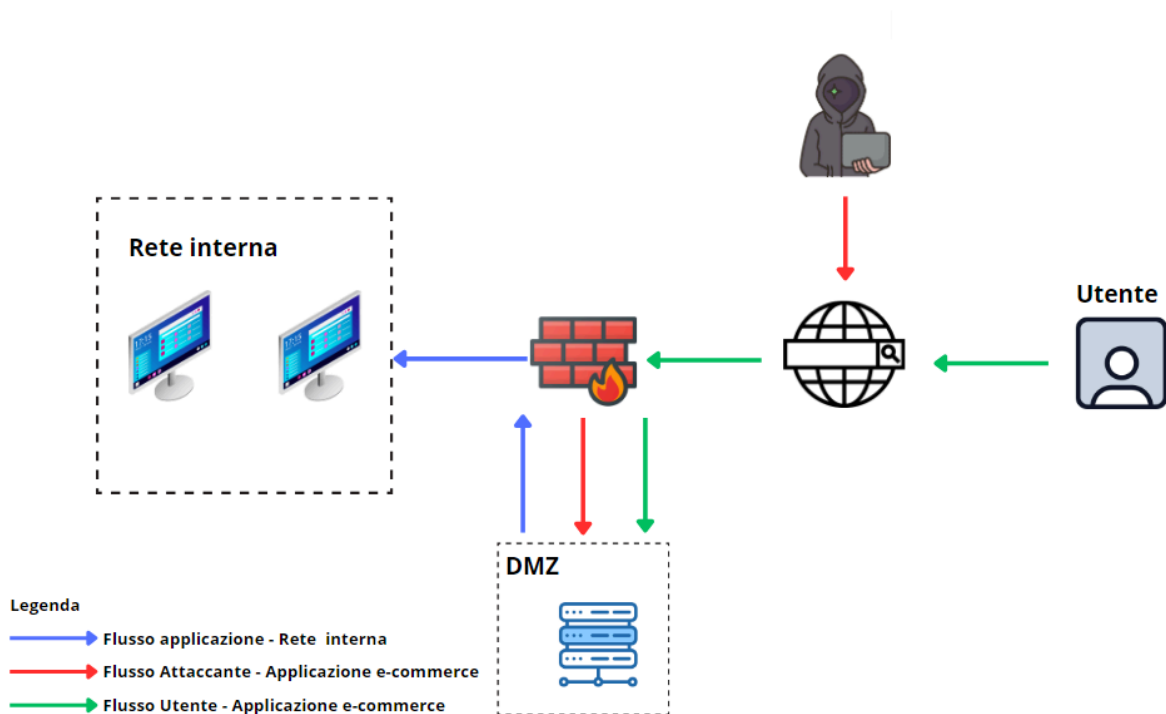 Utente
Rete interna
DMZ
Legenda
Flusso applicazione - Rete interna
Flusso Attaccante - Applicazione e-commerce
Flusso Utente - Applicazione e-commerce